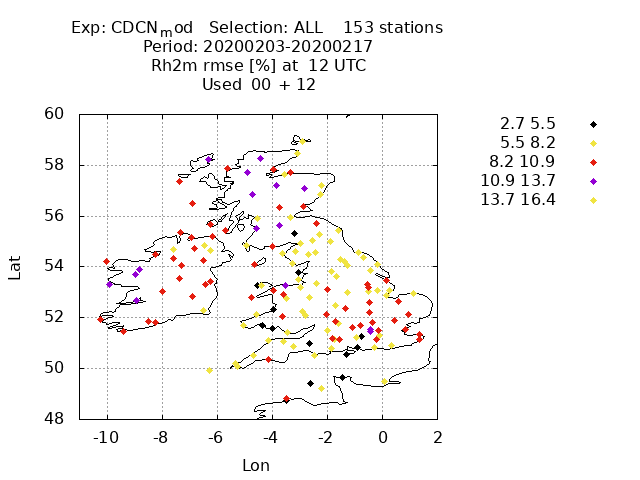 Exp: CDCNmod Selection: ALL 153 stations
Period: 20200203-20200217
Rh2m rmse [%] at 12 UTC
Used 00 + 12
2.7 5.5
5.5 8.2
8.2 10.9
10.9 13.7
13.7 16.4
60
58
56
54
52
50
48
Lat
-10 -8 -6 -4 -2 0 2
Lon